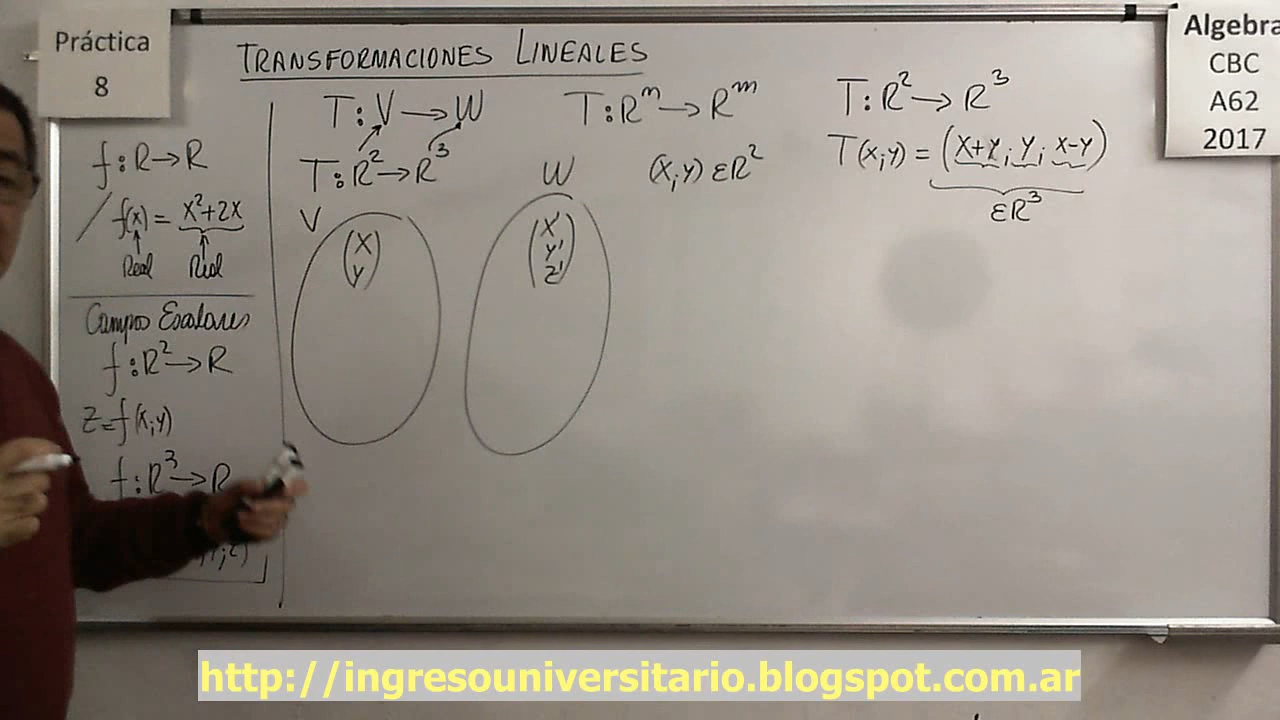 Práctica
8
TRANSFORMACIONES LINEALES
Algebra
CBC
A62
2017
f : R → R
/ f(x) = x² + 2x
Real Real
Campos Escalares
f : R² → R
z = f(x;y)
f : R³ → R
T : V → W
T : R² → R³
V
(x
y)
W
(x'
y'
z')
T : Rⁿ → Rᵐ
(x;y) ε R²
T : R² → R³
T(x;y) = (x+y; y; x-y)
εR³
http://ingresouniversitario.blogspot.com.ar